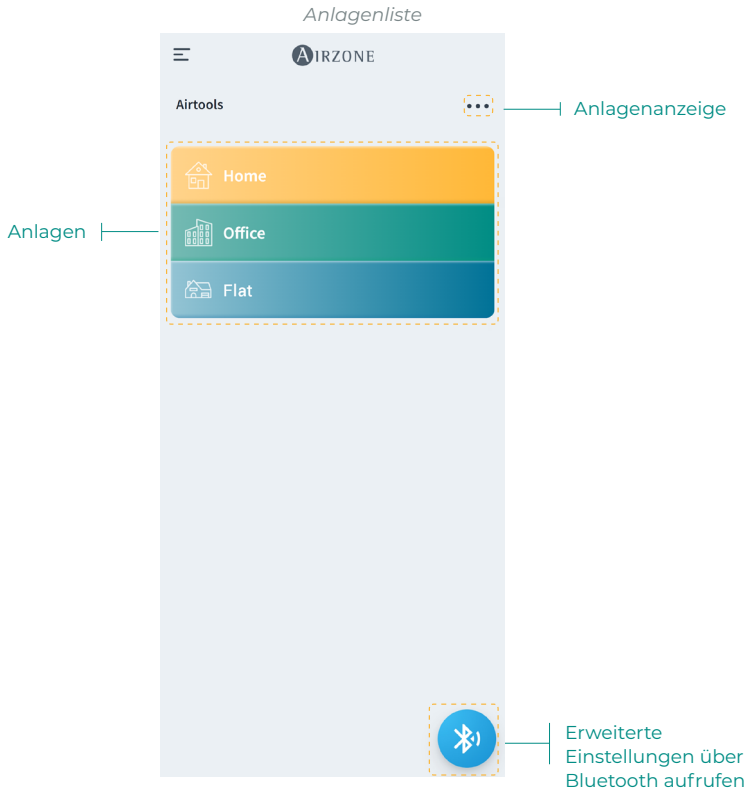 Anlagenliste
AIRZONE
Airtools
Anlagenanzeige
Home
Anlagen
Office
Flat
Erweiterte
Einstellungen über
Bluetooth aufrufen